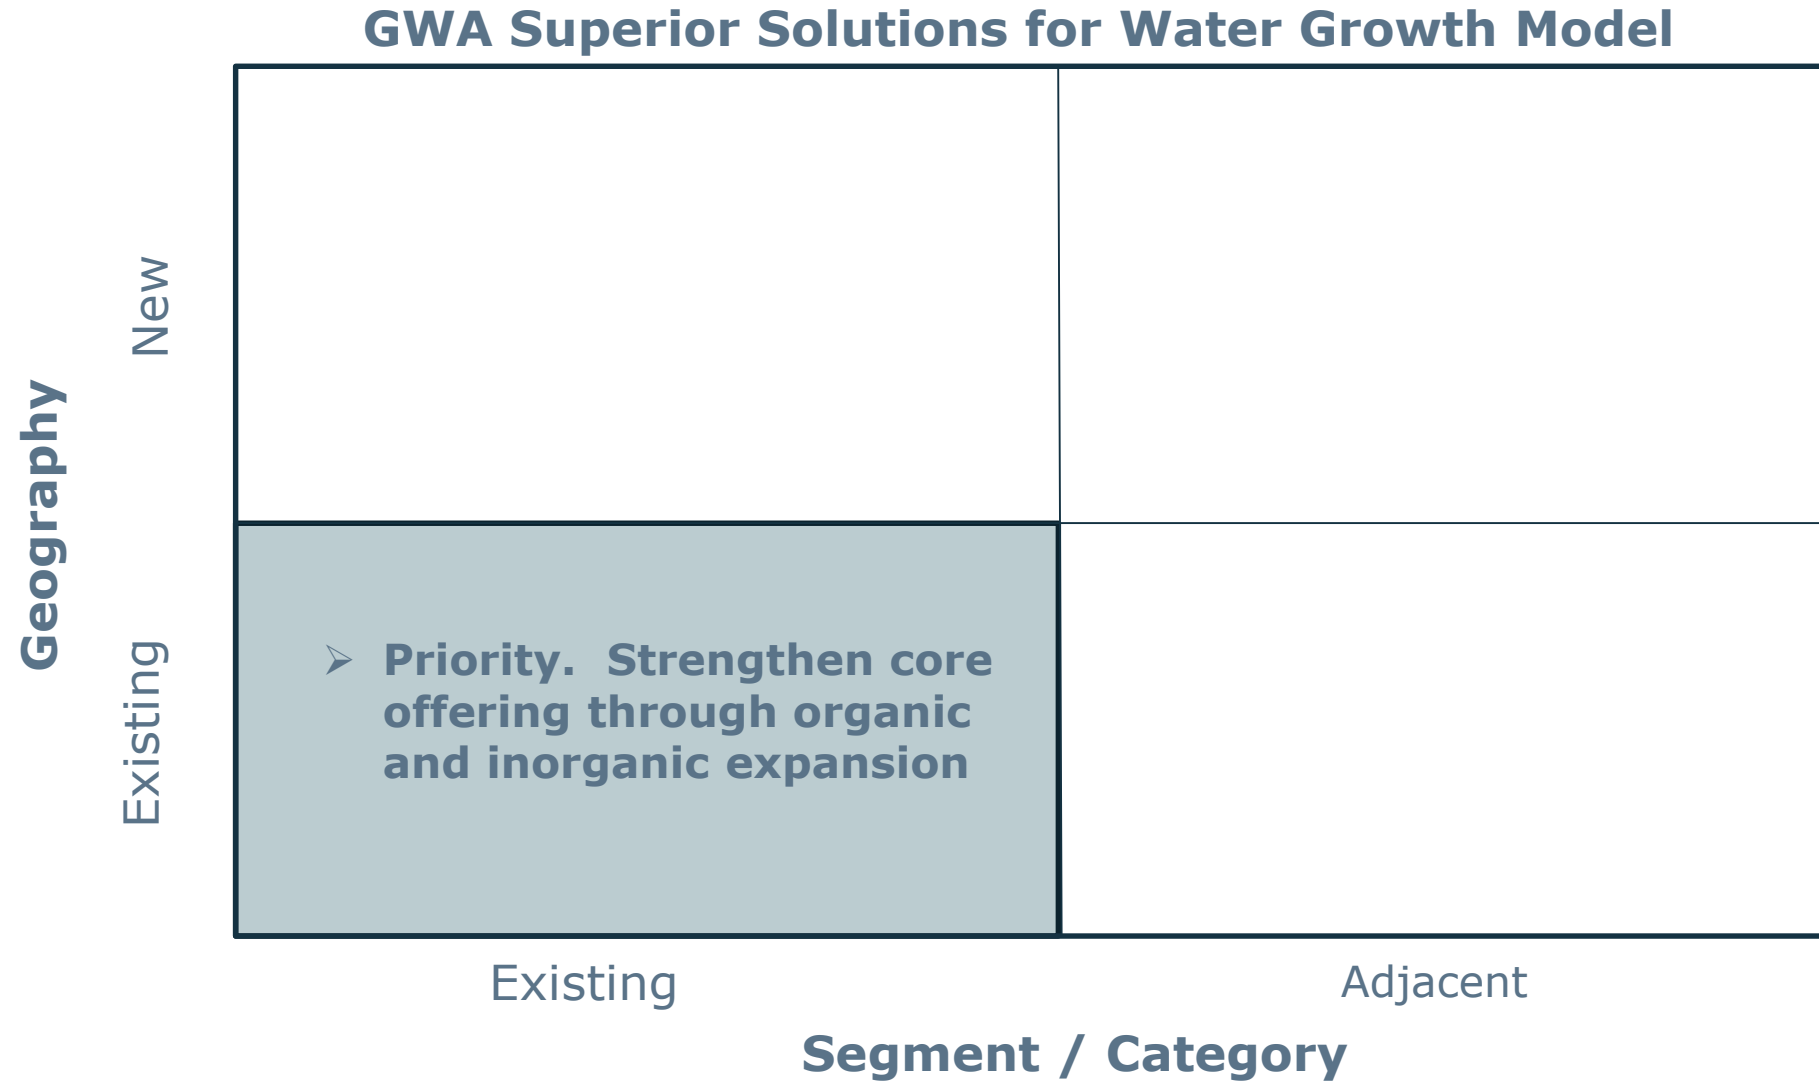 GWA Superior Solutions for Water Growth Model
Geography
New
Existing
➢ Priority.  Strengthen core
offering through organic
and inorganic expansion
Existing
Adjacent
Segment / Category